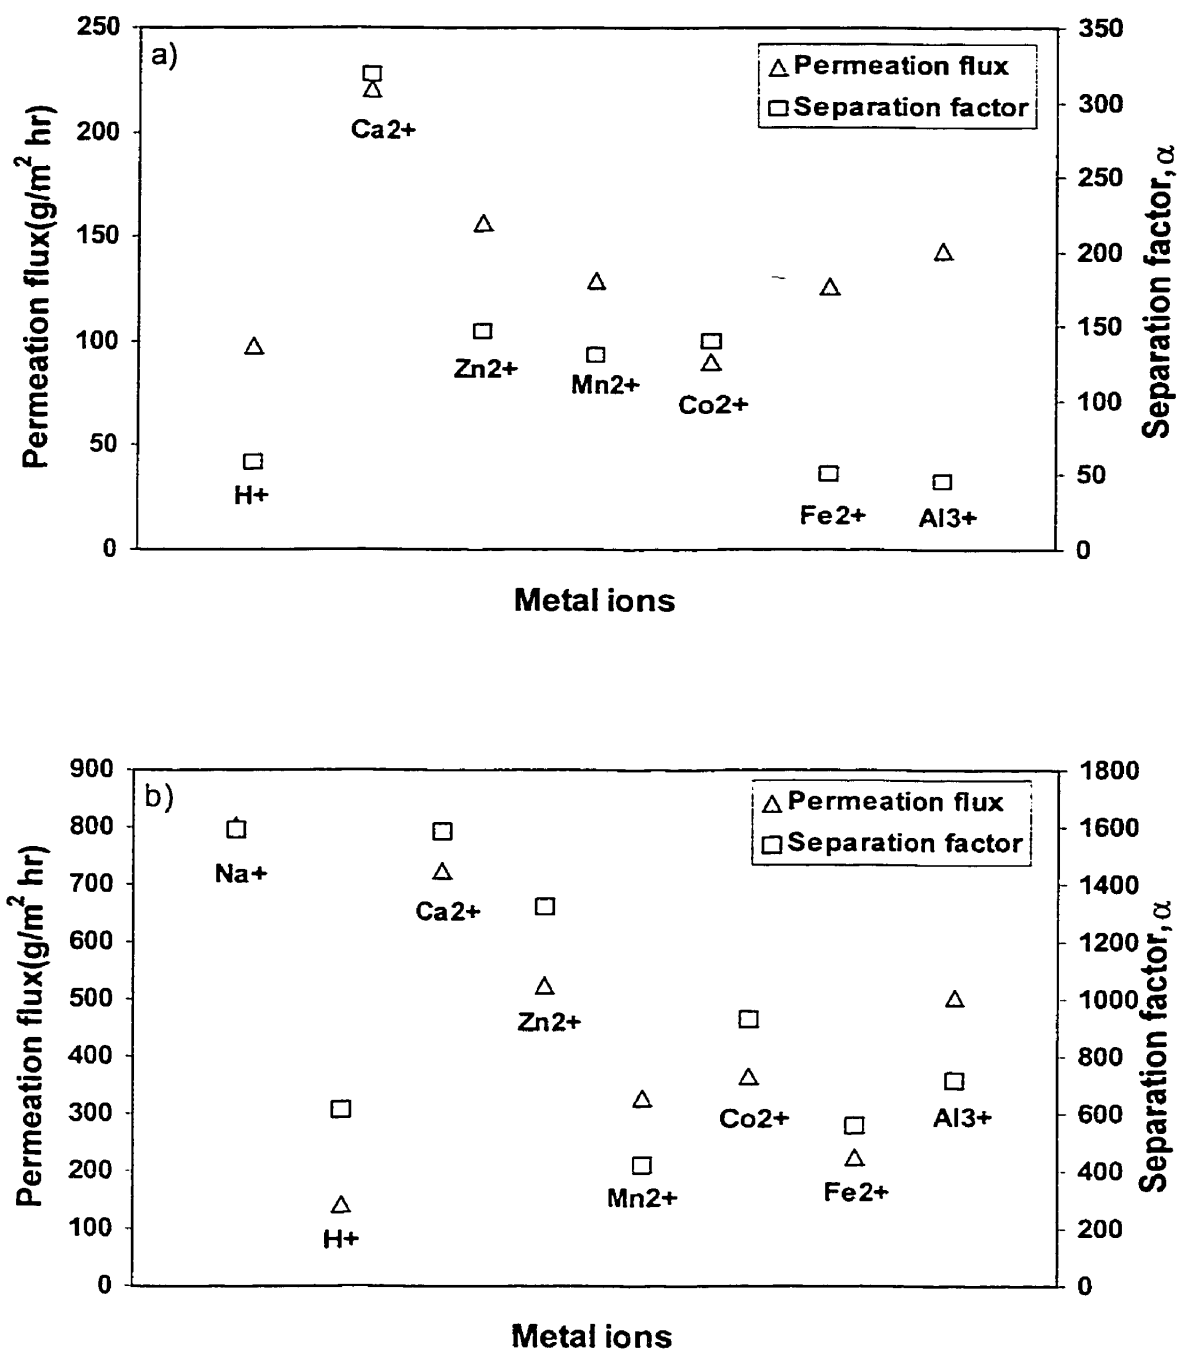 a)
Permeation flux
Separation factor
250
200
150
100
50
0
350
300
250
200
150
100
50
0
Permeation flux(g/m² hr)
Separation factor, α
Ca2+
Zn2+
Mn2+
Co2+
H+
Fe2+
Al3+
Metal ions
b)
Permeation flux
Separation factor
900
800
700
600
500
400
300
200
100
0
1800
1600
1400
1200
1000
800
600
400
200
0
Permeation flux(g/m² hr)
Separation factor, α
Na+
Ca2+
Zn2+
Co2+
Al3+
Mn2+
Fe2+
H+
Metal ions